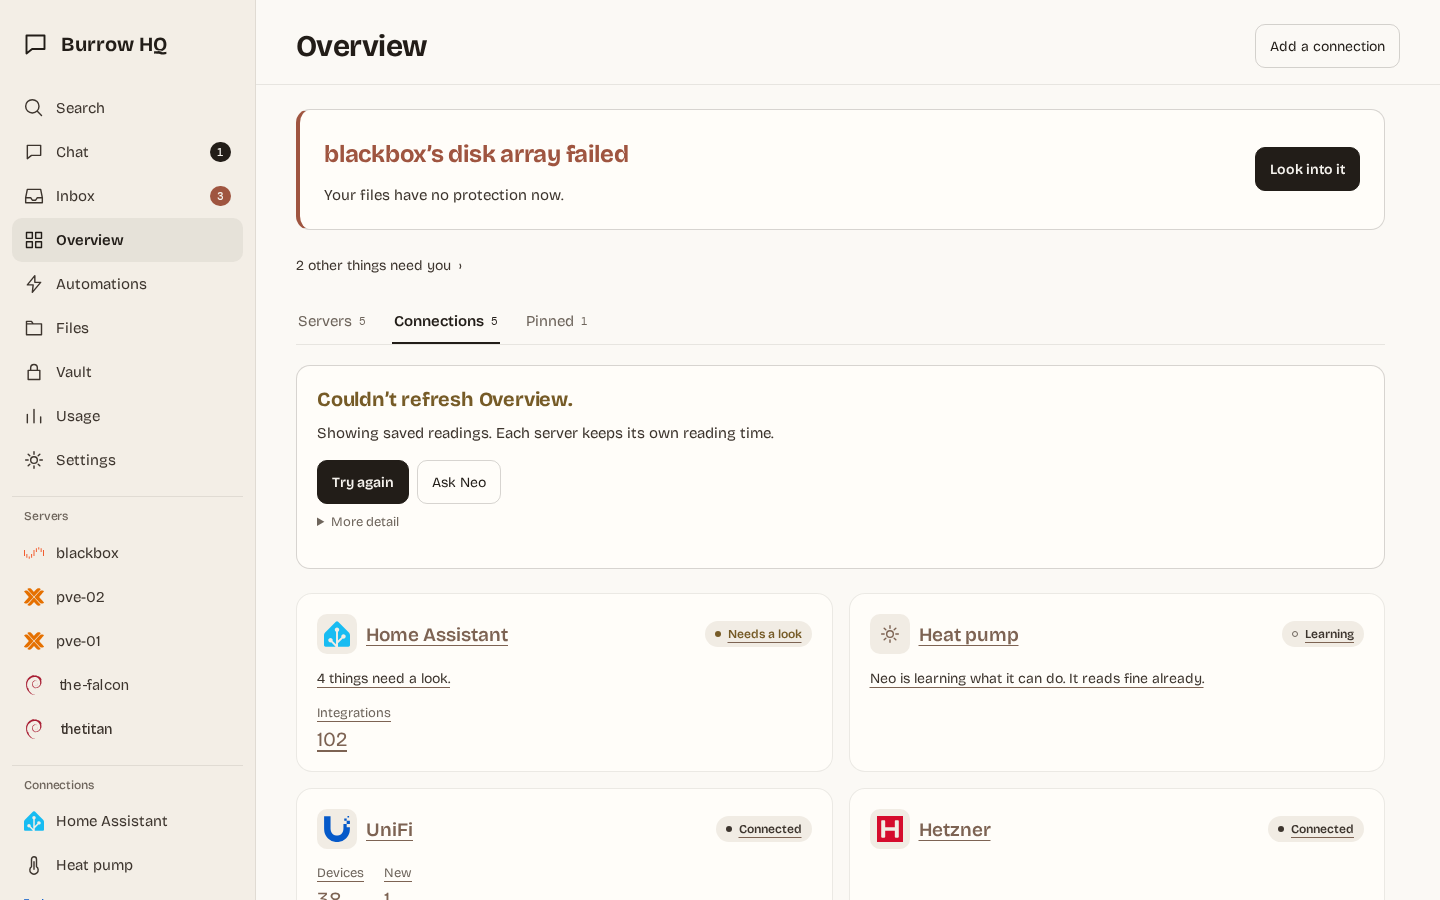 Burrow HQ
Search
Chat 1
Inbox 3
Overview
Automations
Files
Vault
Usage
Settings
Servers
blackbox
pve-02
pve-01
the-falcon
thetitan
Connections
Home Assistant
Heat pump
Overview
Add a connection
blackbox’s disk array failed
Your files have no protection now.
Look into it
2 other things need you ›
Servers 5 Connections 5 Pinned 1
Couldn’t refresh Overview.
Showing saved readings. Each server keeps its own reading time.
Try again Ask Neo
More detail
Home Assistant Needs a look
4 things need a look.
Integrations
102
Heat pump Learning
Neo is learning what it can do. It reads fine already.
UniFi Connected
Devices New
38 1
Hetzner Connected